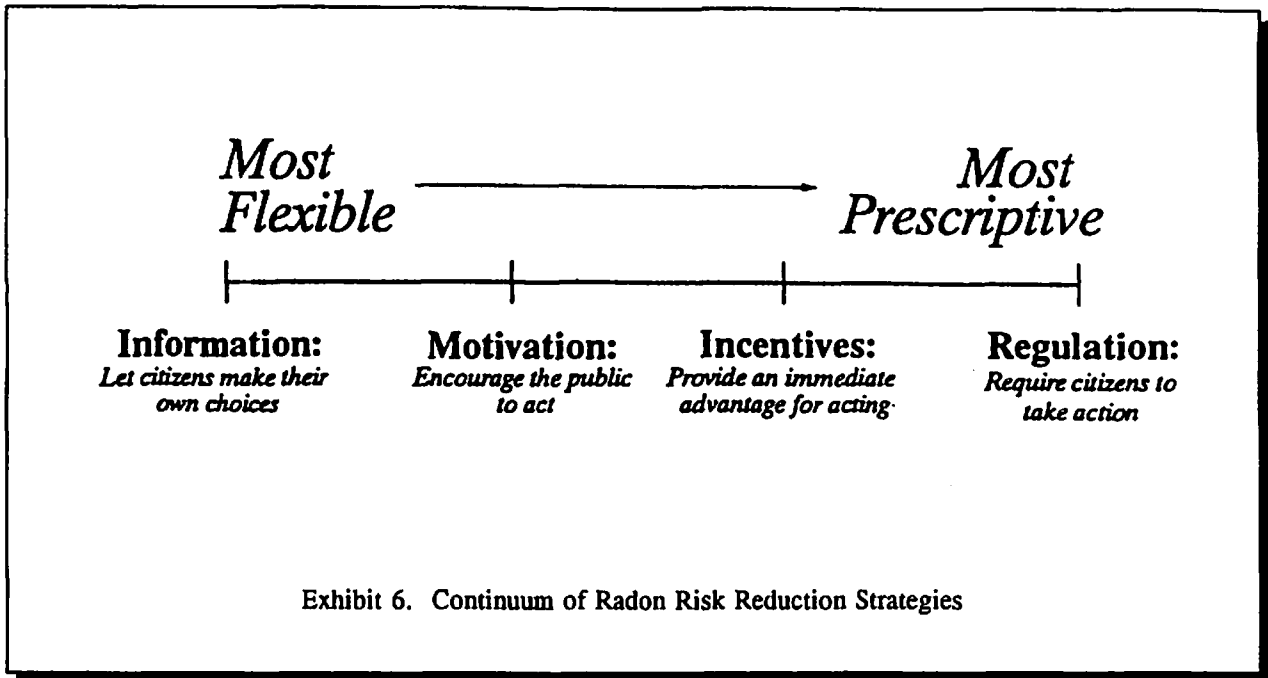 Most
Flexible
Most
Prescriptive
Information:
Let citizens make their
own choices
Motivation:
Encourage the public
to act
Incentives:
Provide an immediate
advantage for acting
Regulation:
Require citizens to
take action
Exhibit 6. Continuum of Radon Risk Reduction Strategies